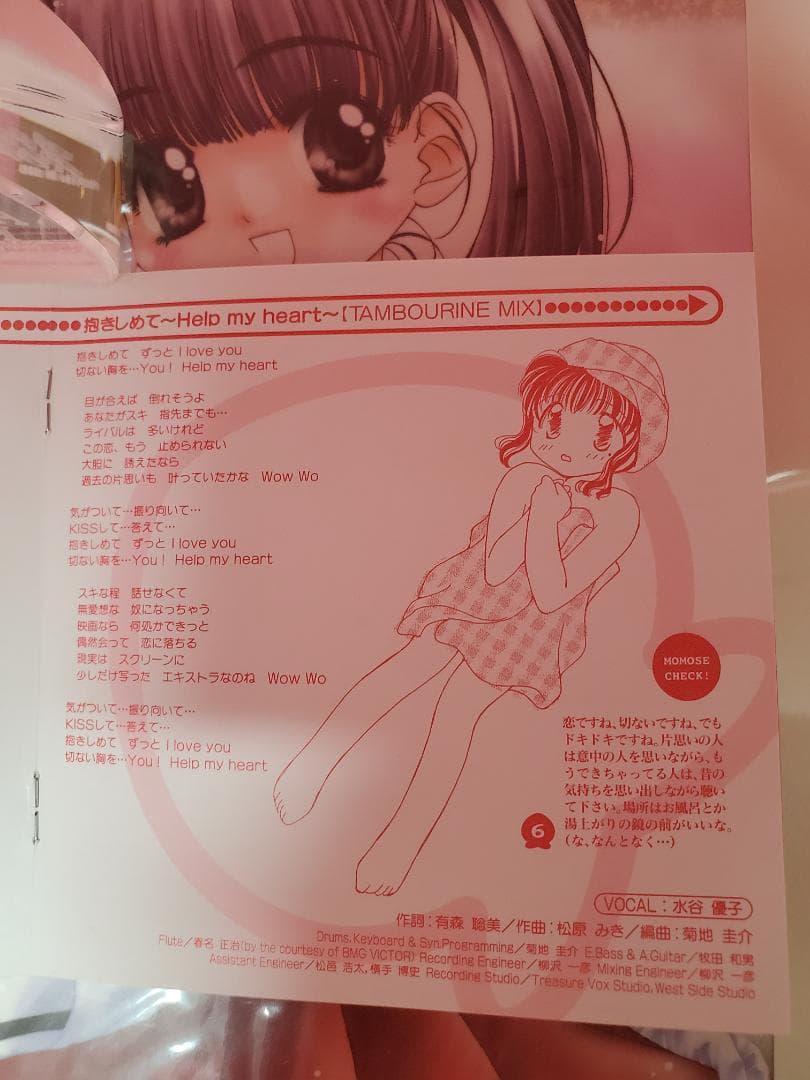 抱きしめて～Help my heart～【TAMBOURINE MIX】
抱きしめて　ずっと I love you
切ない胸を…You！ Help my heart
目が合えば　倒れそうよ
あなたがスキ　指先までも…
ライバルは　多いけれど
この恋、もう　止められない
大胆に　誘えたなら
過去の片思いも　叶っていたかな　Wow Wo
気がついて…振り向いて…
KISSして…答えて…
抱きしめて　ずっと I love you
切ない胸を…You！ Help my heart
スキな程　話せなくて
無愛想な　奴になっちゃう
映画なら　何処かできっと
偶然会って　恋に落ちる
現実は　スクリーンに
少しだけ写った　エキストラなのね　Wow Wo
気がついて…振り向いて…
KISSして…答えて…
抱きしめて　ずっと I love you
切ない胸を…You！ Help my heart
MOMOSE
CHECK!
恋ですね、切ないですね、でも
ドキドキですね。片思いの人
は意中の人を思いながら、も
うできちゃってる人は、昔の
気持ちを思い出しながら聴い
て下さい。場所はお風呂とか
湯上がりの鏡の前がいいな。
（な、なんとなく…）
6
VOCAL：水谷 優子
作詞：有森 聡美／作曲：松原 みき／編曲：菊地 圭介
Drums,Keyboard & Syn.Programming／菊地 圭介 E.Bass & A.Guitar／牧田 和男
Flute／春名 正治(by the courtesy of BMG VICTOR) Recording Engineer／柳沢 一彦 Mixing Engineer／柳沢 一彦
Assistant Engineer／松邑 浩太,横手 博史 Recording Studio／Treasure Vox Studio,West Side Studio